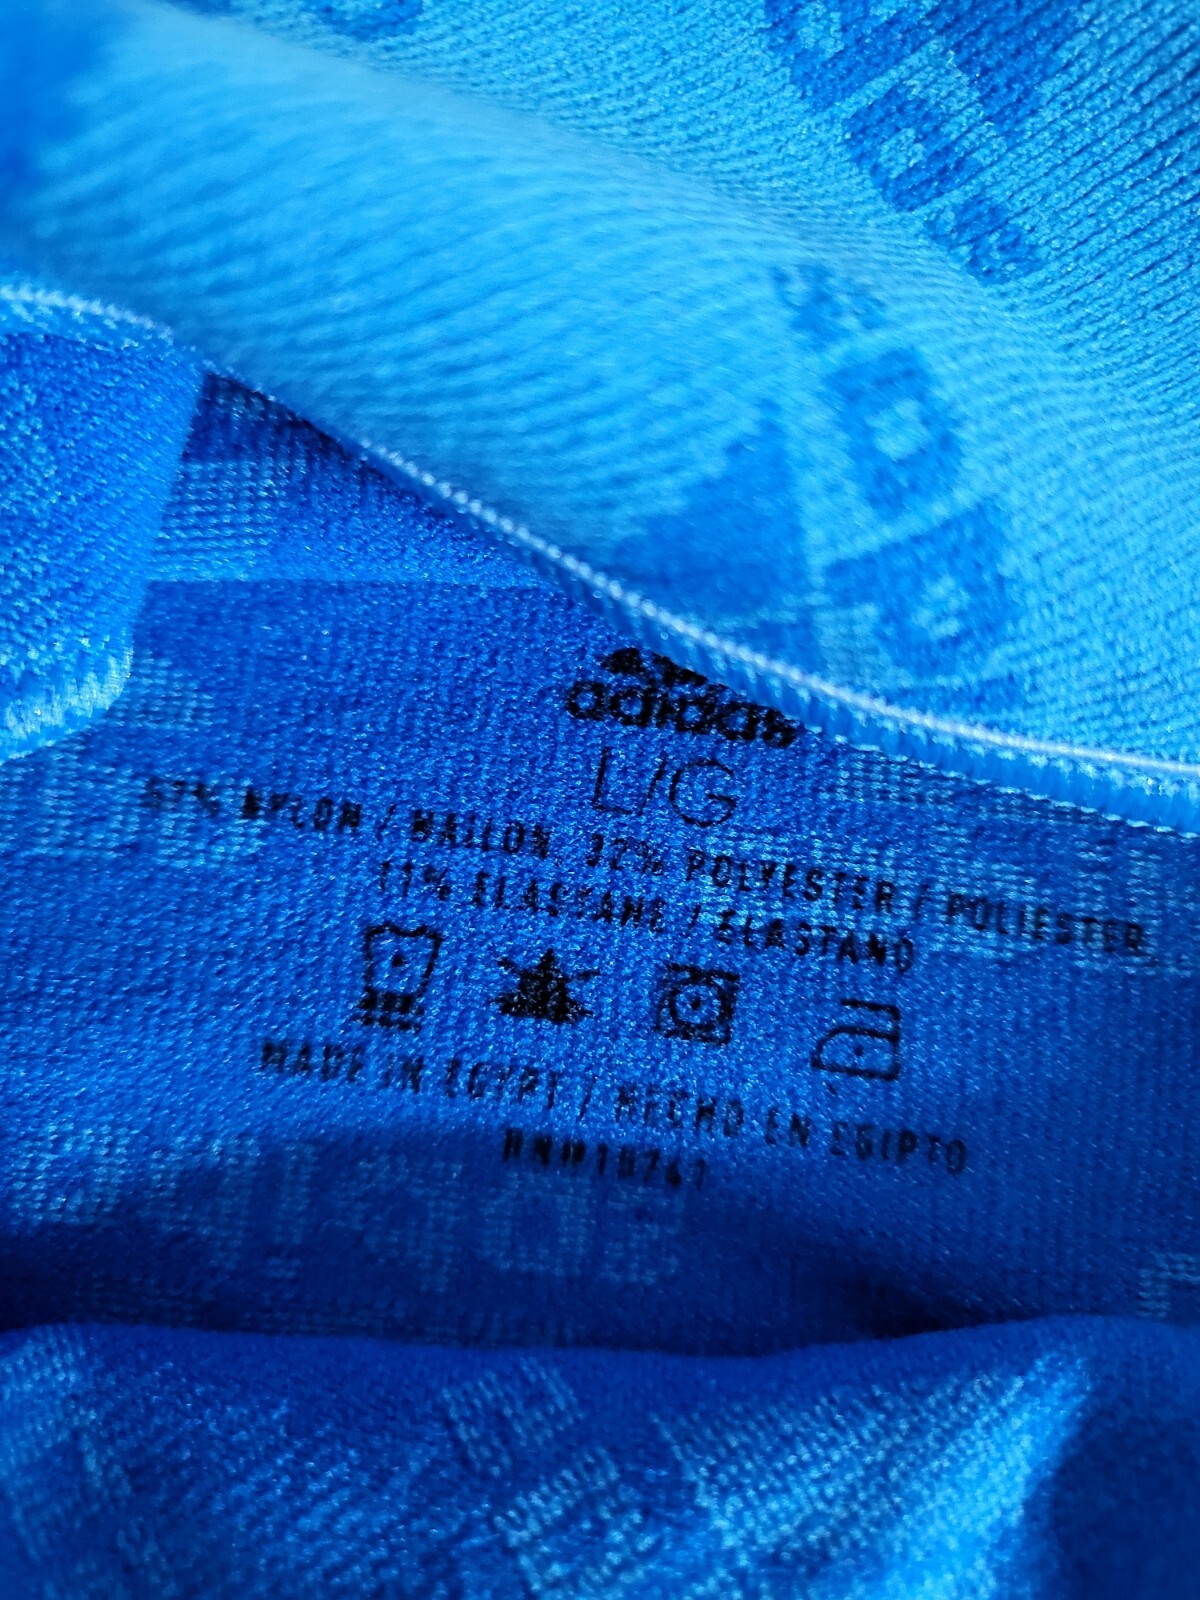 adidas
L/G
57% NYLON / NAILON, 32% POLYESTER / POLIESTER
11% ELASTANE / ELASTANO
MADE IN EGYPT / HECHO EN EGIPTO